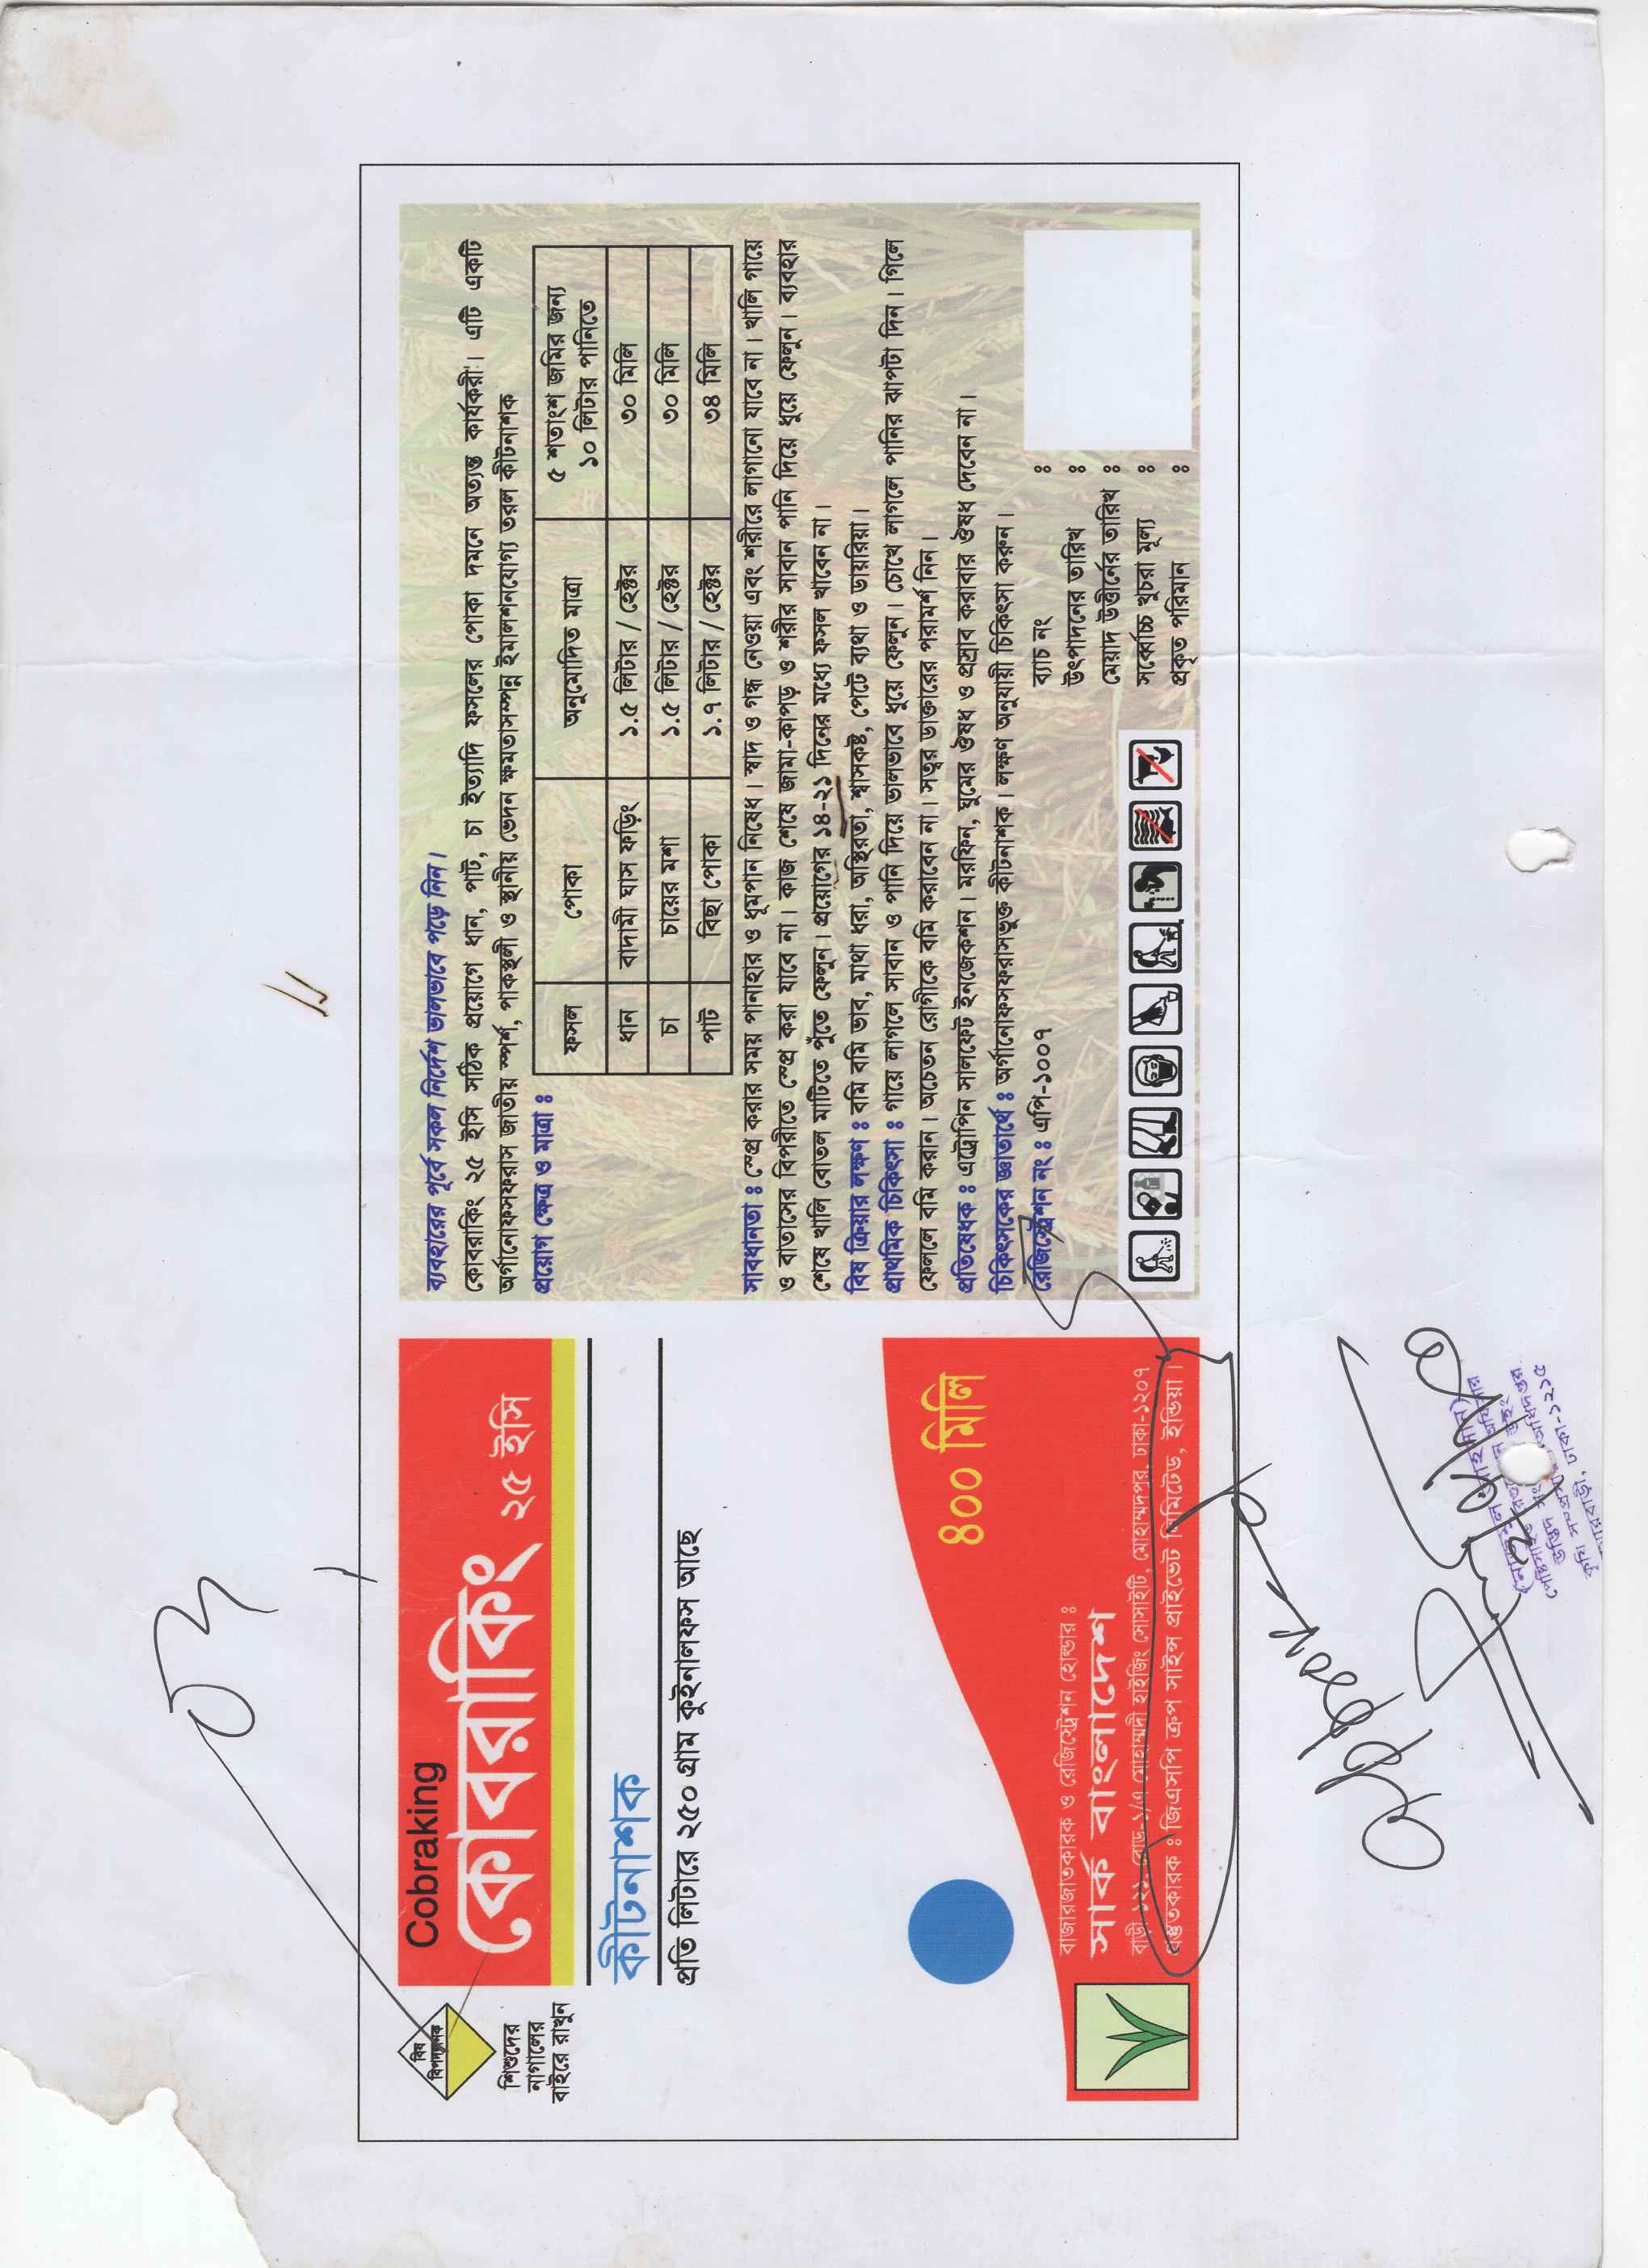 বিষ
বিপদজনক
শিশুদের
নাগালের
বাইরে রাখুন
Cobraking
কোবরাকিং ২৫ ইসি
কীটনাশক
প্রতি লিটারে ২৫০ গ্রাম কুইনালফস আছে
৪০০ মিলি
বাজারজাতকারক ও রেজিস্ট্রেশন হোল্ডার :
সার্ক বাংলাদেশ
বাড়ী মোহাম্মদী হাউজিং সোসাইটি, মোহাম্মদপুর, ঢাকা-১২০৭
প্রস্তুতকারক : জিএসপি ক্রপ সাইন্স প্রাইভেট লিমিটেড, ইন্ডিয়া।
ব্যবহারের পূর্বে সকল নির্দেশ ভালভাবে পড়ে নিন।
কোবরাকিং ২৫ ইসি সঠিক প্রয়োগে ধান, পাট, চা ইত্যাদি ফসলের পোকা দমনে অত্যন্ত কার্যকরী। এটি একটি
অর্গানোফসফরাস জাতীয় স্পর্শ, পাকস্থলী ও স্থানীয় ভেদন ক্ষমতাসম্পন্ন ইমালশনযোগ্য তরল কীটনাশক
প্রয়োগ ক্ষেত্র ও মাত্রা :
ফসল পোকা অনুমোদিত মাত্রা ৫ শতাংশ জমির জন্য
১০ লিটার পানিতে
ধান বাদামী ঘাস ফড়িং ১.৫ লিটার / হেক্টর ৩০ মিলি
চা চায়ের মশা ১.৫ লিটার / হেক্টর ৩০ মিলি
পাট বিছা পোকা ১.৭ লিটার / হেক্টর ৩৪ মিলি
সাবধানতা : স্প্রে করার সময় পানাহার ও ধূমপান নিষেধ। স্বাদ ও গন্ধ নেওয়া এবং শরীরে লাগানো যাবে না। খালি গায়ে
ও বাতাসের বিপরীতে স্প্রে করা যাবে না। কাজ শেষে জামা-কাপড় ও শরীর সাবান পানি দিয়ে ধুয়ে ফেলুন। ব্যবহার
শেষে খালি বোতল মাটিতে পুঁতে ফেলুন। প্রয়োগের ১৪-২১ দিনের মধ্যে ফসল খাবেন না।
বিষ ক্রিয়ার লক্ষণ : বমি বমি ভাব, মাথা ধরা, অস্থিরতা, শ্বাসকষ্ট, পেটে ব্যথা ও ডায়রিয়া।
প্রাথমিক চিকিৎসা : গায়ে লাগলে সাবান ও পানি দিয়ে ভালভাবে ধুয়ে ফেলুন। চোখে লাগলে পানির ঝাপটা দিন। গিলে
ফেললে বমি করান। অচেতন রোগীকে বমি করাবেন না। সত্বর ডাক্তারের পরামর্শ নিন।
প্রতিষেধক : এট্রোপিন সালফেট ইনজেকশন। মরফিন, ঘুমের ঔষধ ও প্রস্রাব করাবার ঔষধ দেবেন না।
চিকিৎসকের জ্ঞাতার্থে : অর্গানোফসফরাসভুক্ত কীটনাশক। লক্ষণ অনুযায়ী চিকিৎসা করুন।
রেজিস্ট্রেশন নং : এপি-১০০৭
ব্যাচ নং :
উৎপাদনের তারিখ :
মেয়াদ উত্তীর্নের তারিখ :
সর্ব্বোচ্চ খুচরা মূল্য :
প্রকৃত পরিমান :
ঢাকা-১২১৫